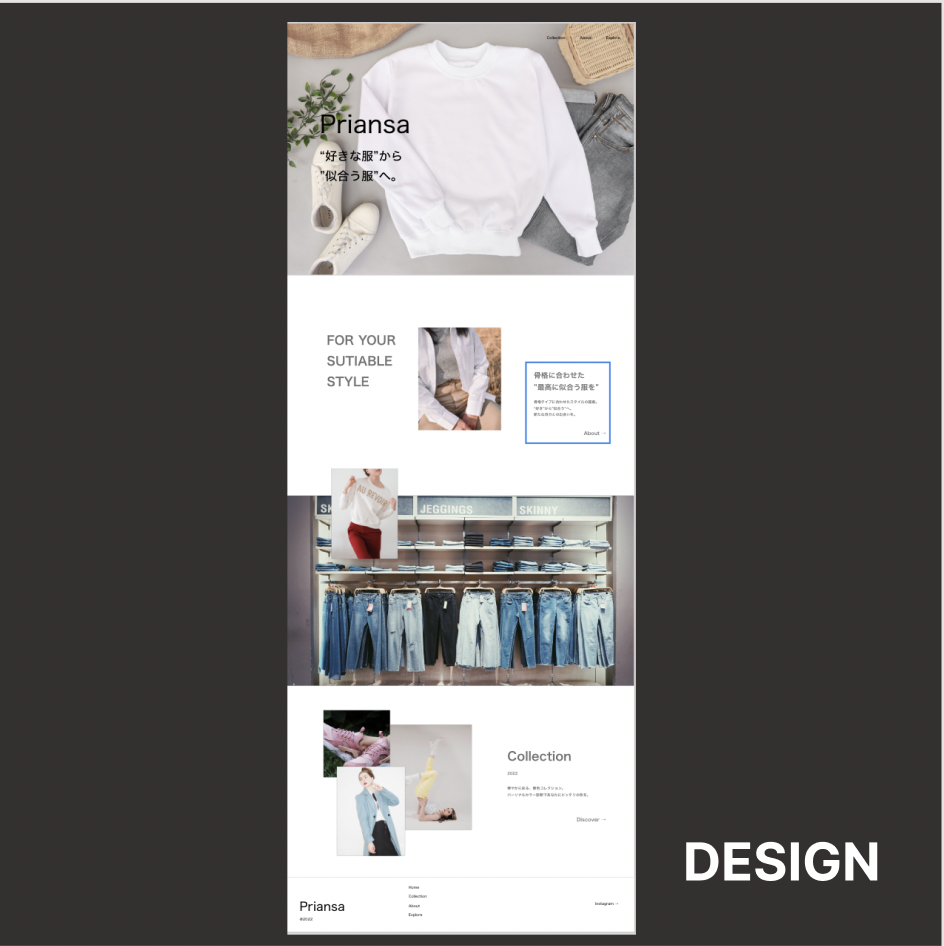 Collection About Explore
Priansa
“好きな服”から
”似合う服”へ。
FOR YOUR
SUTIABLE
STYLE
骨格に合わせた
”最高に似合う服を”
About →
AU REVOIR
SK JEGGINGS SKINNY
Collection
2022
Discover →
Home
Collection
About
Explore
Priansa
©2022
Instagram →
DESIGN